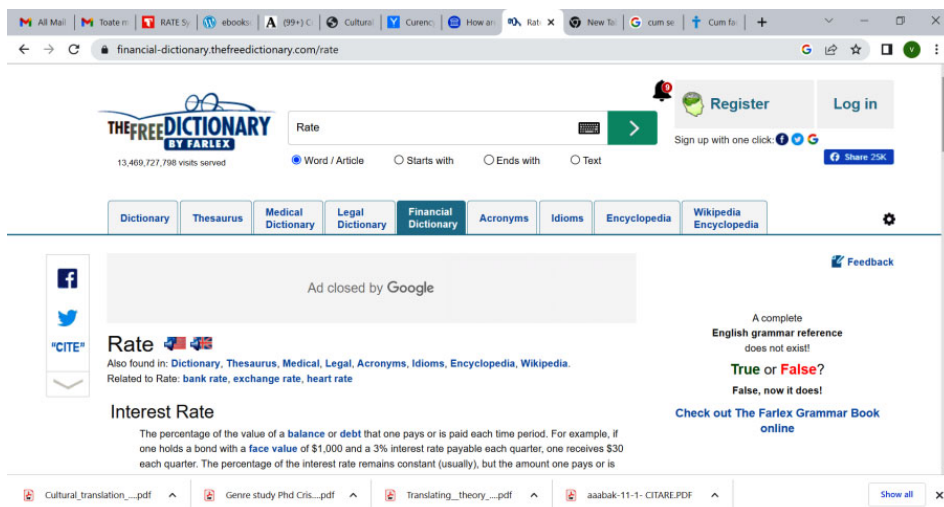 All Mail
Toate m
RATE Sy
ebooks
(99+) C
Cultural
Curenc
How ar
Rat
New Ta
cum se
Cum fa
financial-dictionary.thefreedictionary.com/rate
THE FREE DICTIONARY
BY FARLEX
13,469,727,798 visits served
Rate
Word / Article Starts with Ends with Text
Register
Log in
Sign up with one click:
Share 25K
Dictionary
Thesaurus
Medical
Dictionary
Legal
Dictionary
Financial
Dictionary
Acronyms
Idioms
Encyclopedia
Wikipedia
Encyclopedia
Feedback
Ad closed by Google
"CITE"
A complete
English grammar reference
does not exist!
True or False?
False, now it does!
Check out The Farlex Grammar Book
online
Rate
Also found in: Dictionary, Thesaurus, Medical, Legal, Acronyms, Idioms, Encyclopedia, Wikipedia.
Related to Rate: bank rate, exchange rate, heart rate
Interest Rate
The percentage of the value of a balance or debt that one pays or is paid each time period. For example, if
one holds a bond with a face value of $1,000 and a 3% interest rate payable each quarter, one receives $30
each quarter. The percentage of the interest rate remains constant (usually), but the amount one pays or is
Cultural_translation_....pdf
Genre study Phd Cris....pdf
Translating__theory_....pdf
aaabak-11-1- CITARE.PDF
Show all